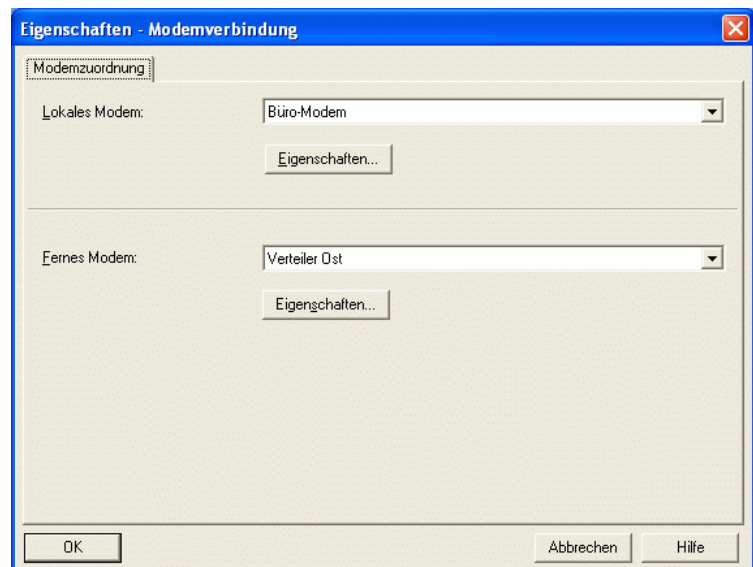 Eigenschaften - Modemverbindung
Modemzuordnung
Lokales Modem: Büro-Modem
Eigenschaften...
Fernes Modem: Verteiler Ost
Eigenschaften...
OK Abbrechen Hilfe